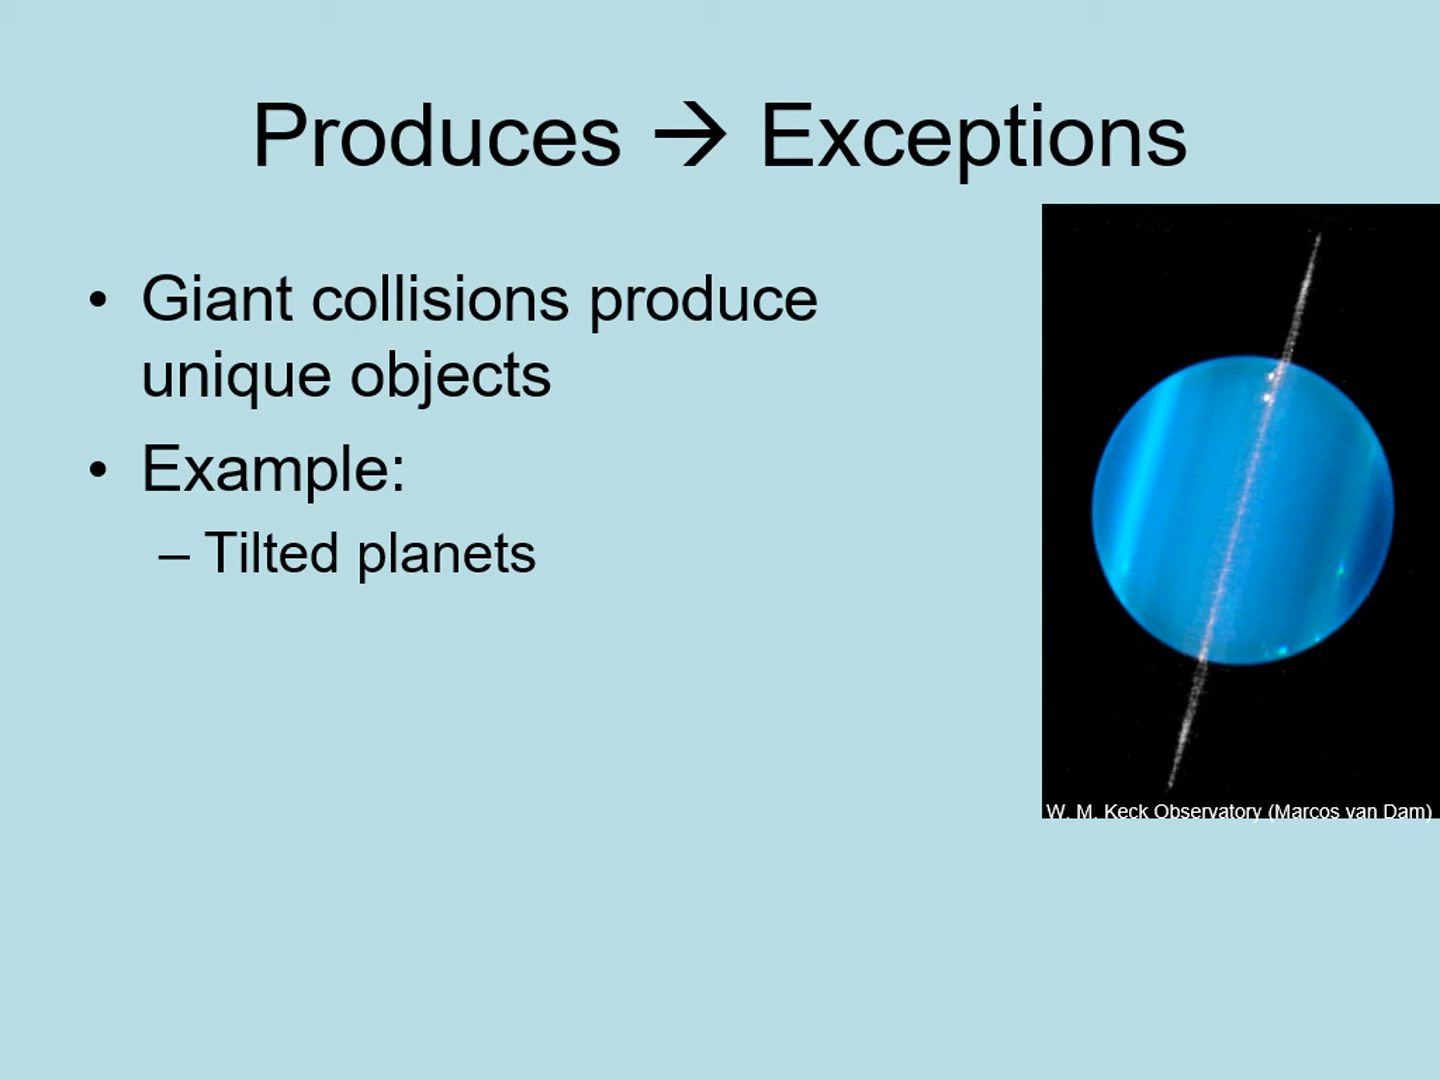 Produces → Exceptions
• Giant collisions produce
unique objects
• Example:
– Tilted planets
W. M. Keck Observatory (Marcos van Dam)